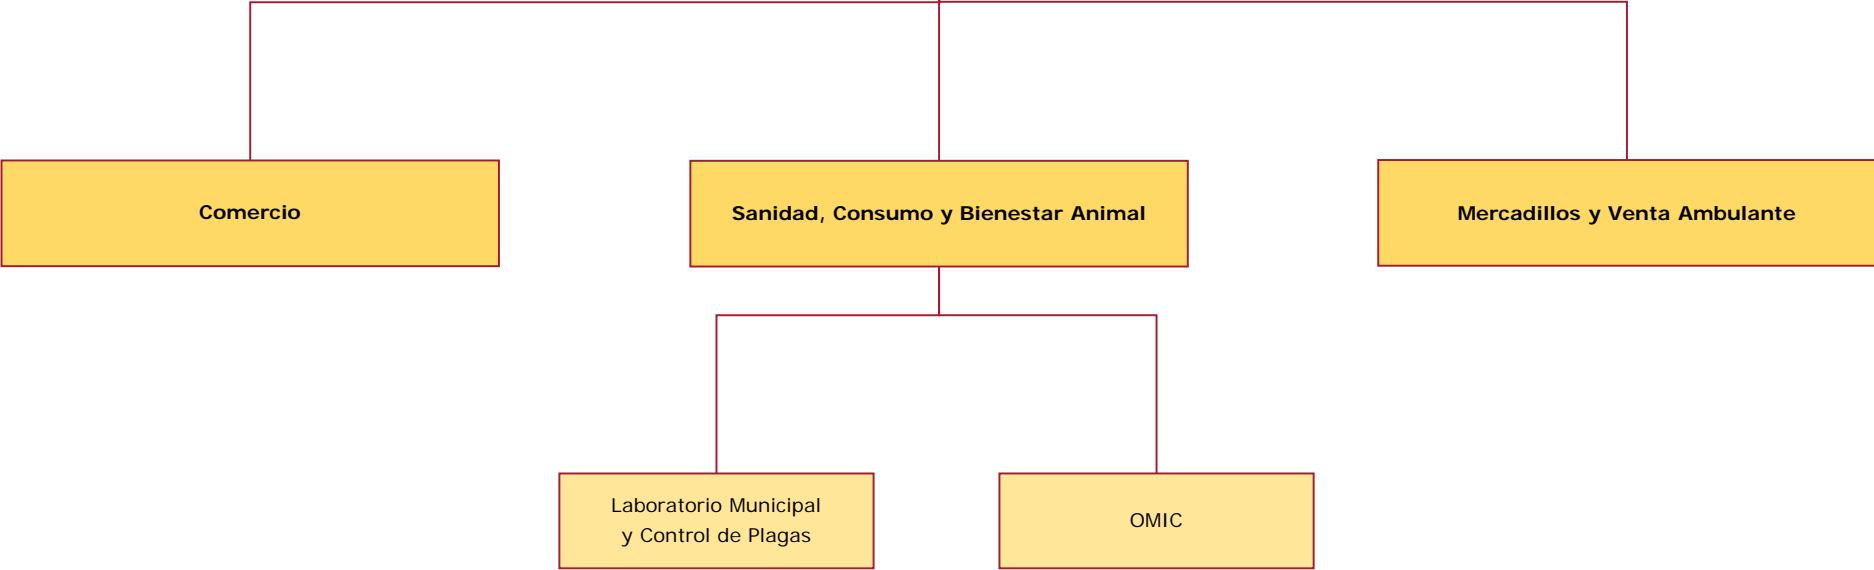 Comercio
Sanidad, Consumo y Bienestar Animal
Mercadillos y Venta Ambulante
Laboratorio Municipal
y Control de Plagas
OMIC